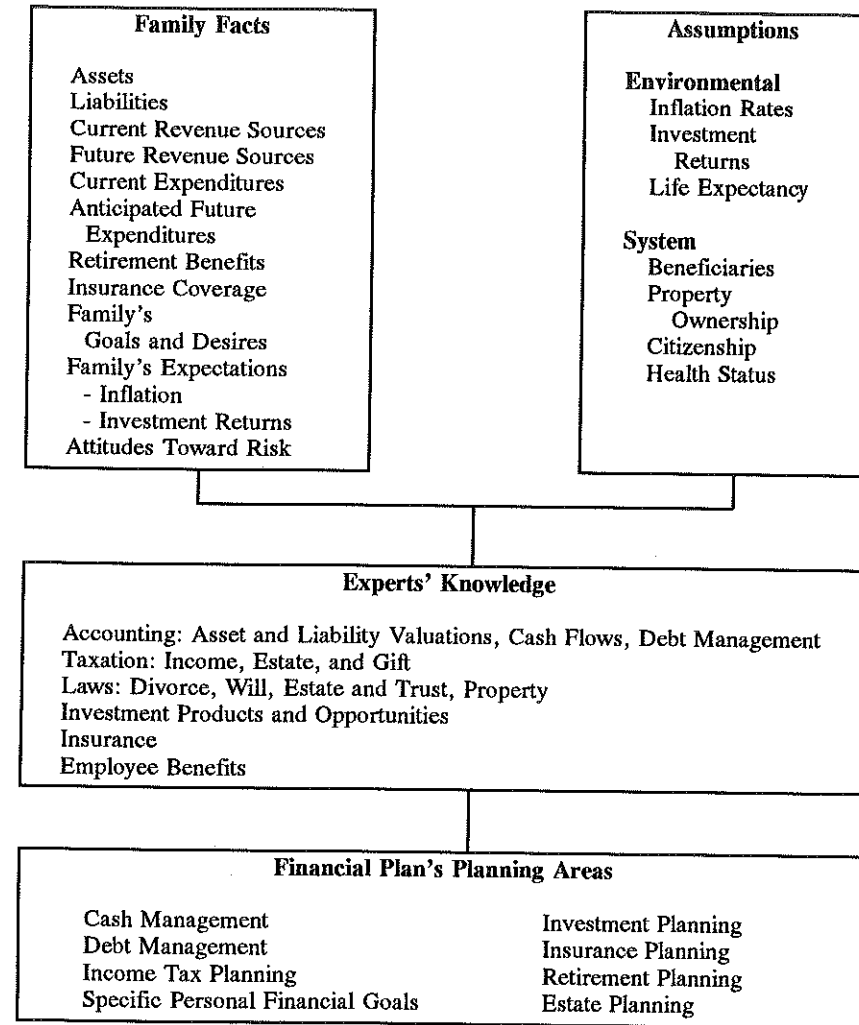 Family Facts
Assets
Liabilities
Current Revenue Sources
Future Revenue Sources
Current Expenditures
Anticipated Future
Expenditures
Retirement Benefits
Insurance Coverage
Family's
Goals and Desires
Family's Expectations
- Inflation
- Investment Returns
Attitudes Toward Risk
Assumptions
Environmental
Inflation Rates
Investment
Returns
Life Expectancy
System
Beneficiaries
Property
Ownership
Citizenship
Health Status
Experts' Knowledge
Accounting: Asset and Liability Valuations, Cash Flows, Debt Management
Taxation: Income, Estate, and Gift
Laws: Divorce, Will, Estate and Trust, Property
Investment Products and Opportunities
Insurance
Employee Benefits
Financial Plan's Planning Areas
Cash Management
Debt Management
Income Tax Planning
Specific Personal Financial Goals
Investment Planning
Insurance Planning
Retirement Planning
Estate Planning